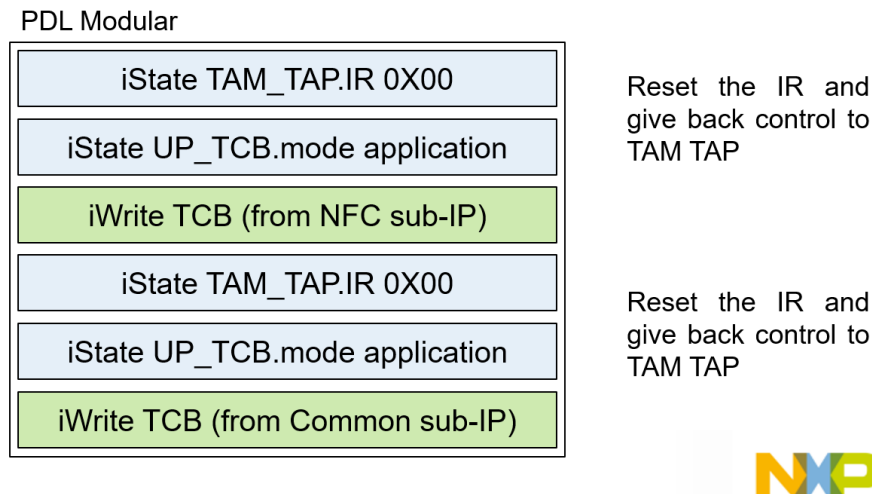 PDL Modular
iState TAM_TAP.IR 0X00
iState UP_TCB.mode application
iWrite TCB (from NFC sub-IP)
iState TAM_TAP.IR 0X00
iState UP_TCB.mode application
iWrite TCB (from Common sub-IP)
Reset the IR and
give back control to
TAM TAP
Reset the IR and
give back control to
TAM TAP
NXP